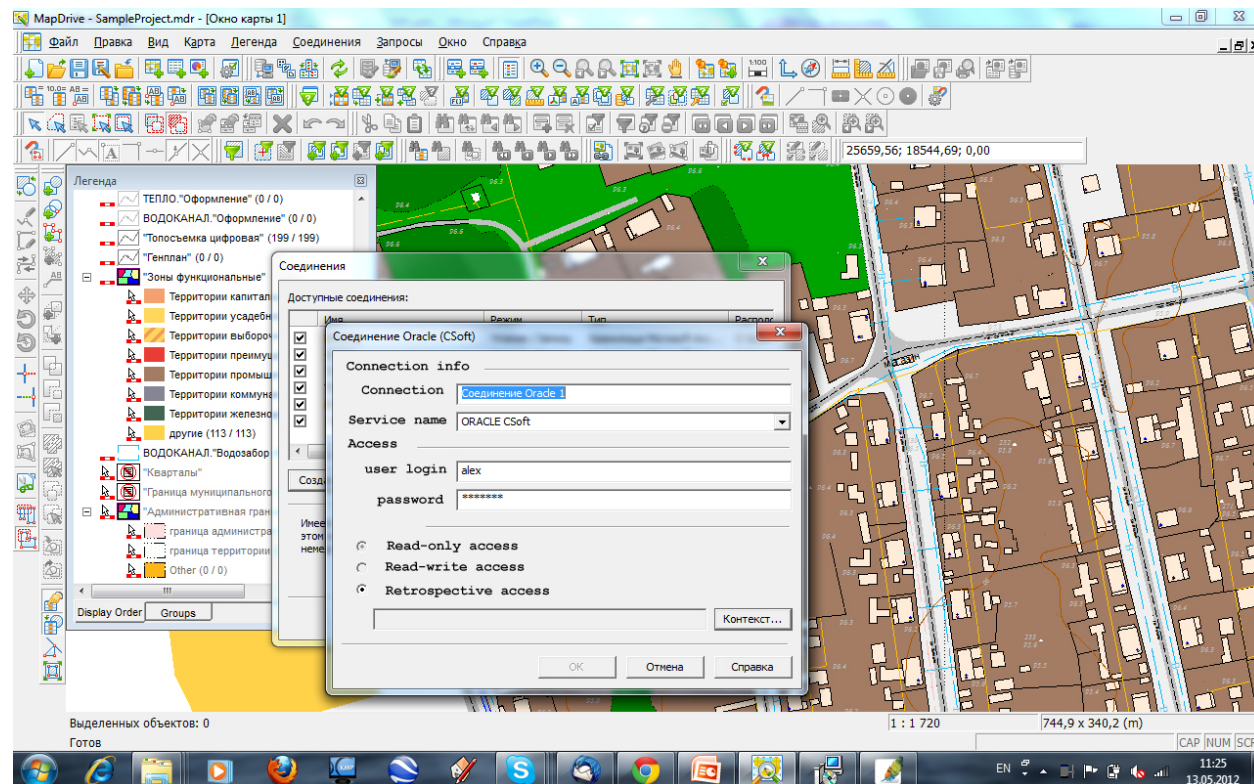 MapDrive - SampleProject.mdr - [Окно карты 1]
Файл Правка Вид Карта Легенда Соединения Запросы Окно Справка
25659,56; 18544,69; 0,00
Легенда
ТЕПЛО."Оформление" (0 / 0)
ВОДОКАНАЛ."Оформление" (0 / 0)
"Топосъемка цифровая" (199 / 199)
"Генплан" (0 / 0)
"Зоны функциональные"
Территории капитал
Территории усадебн
Территории выбороч
Территории преимущ
Территории промыш
Территории коммуна
Территории железно
другие (113 / 113)
ВОДОКАНАЛ."Водозабор
"Кварталы"
"Граница муниципального
"Административная гран
граница администра
граница территории
Other (0 / 0)
Display Order Groups
Соединения
Доступные соединения:
Имя Режим Тип Располо
Созд
Имее
этом
неме
Соединение Oracle (CSoft)
Connection info
Connection Соединение Oracle 1
Service name ORACLE CSoft
Access
user login alex
password *******
Read-only access
Read-write access
Retrospective access
Контекст...
OK Отмена Справка
Выделенных объектов: 0
1 : 1 720 744,9 x 340,2 (m)
Готов
CAP NUM SCR
EN 11:25
13.05.2012